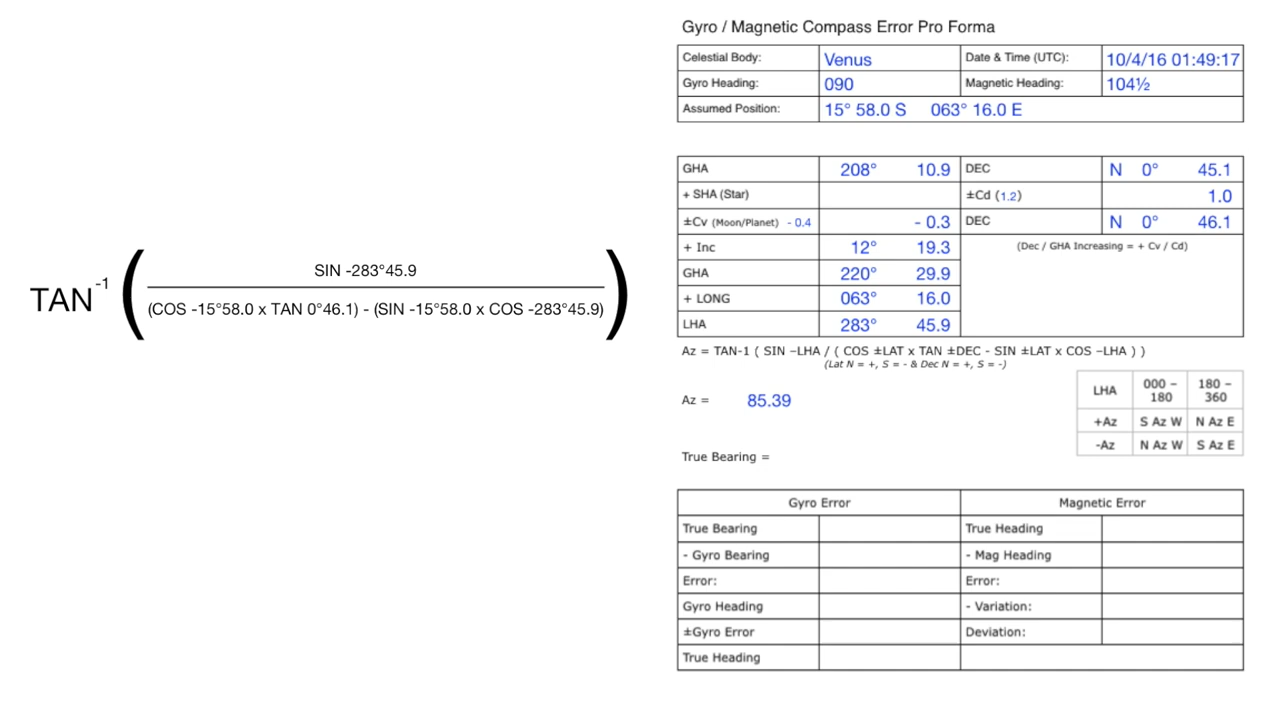 TAN-1 ( SIN -283°45.9
(COS -15°58.0 x TAN 0°46.1) - (SIN -15°58.0 x COS -283°45.9) )
Gyro / Magnetic Compass Error Pro Forma
Celestial Body: Venus Date & Time (UTC): 10/4/16 01:49:17
Gyro Heading: 090 Magnetic Heading: 104½
Assumed Position: 15° 58.0 S 063° 16.0 E
GHA 208° 10.9 DEC N 0° 45.1
+ SHA (Star) ±Cd (1.2) 1.0
±Cv (Moon/Planet) - 0.4 - 0.3 DEC N 0° 46.1
+ Inc 12° 19.3 (Dec / GHA Increasing = + Cv / Cd)
GHA 220° 29.9
+ LONG 063° 16.0
LHA 283° 45.9
Az = TAN-1 ( SIN –LHA / ( COS ±LAT x TAN ±DEC - SIN ±LAT x COS –LHA ) )
(Lat N = +, S = - & Dec N = +, S = -)
Az = 85.39
LHA 000 – 180 180 – 360
+Az S Az W N Az E
-Az N Az W S Az E
True Bearing =
Gyro Error Magnetic Error
True Bearing True Heading
- Gyro Bearing - Mag Heading
Error: Error:
Gyro Heading - Variation:
±Gyro Error Deviation:
True Heading